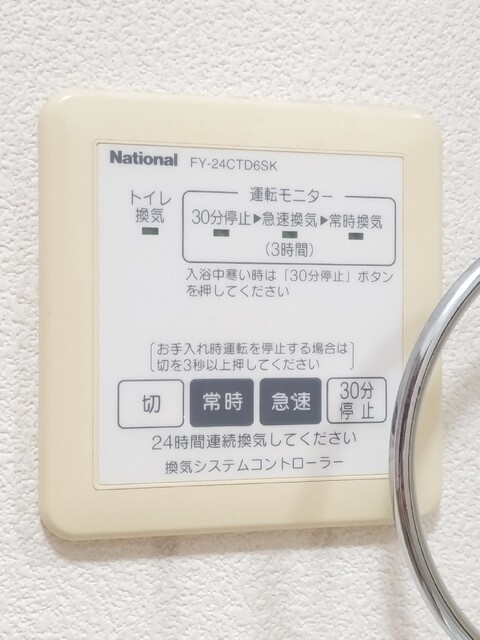 National FY-24CTD6SK
トイレ
換気
運転モニター
30分停止▶急速換気▶常時換気
(3時間)
入浴中寒い時は「30分停止」ボタン
を押してください
お手入れ時運転を停止する場合は
切を3秒以上押してください
切 常時 急速 30分
停止
24時間連続換気してください
換気システムコントローラー